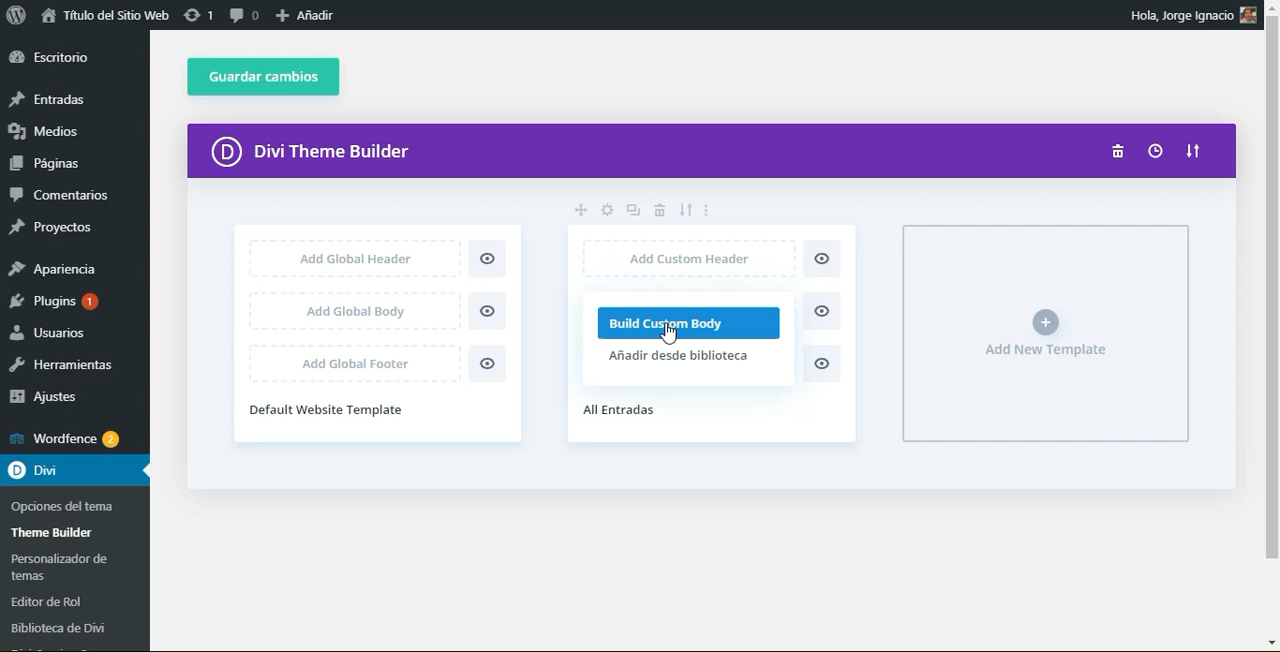 Título del Sitio Web
1
0
Añadir
Hola, Jorge Ignacio
Escritorio
Entradas
Medios
Páginas
Comentarios
Proyectos
Apariencia
Plugins 1
Usuarios
Herramientas
Ajustes
Wordfence 2
Divi
Opciones del tema
Theme Builder
Personalizador de
temas
Editor de Rol
Biblioteca de Divi
Guardar cambios
D Divi Theme Builder
Add Global Header
Add Global Body
Add Global Footer
Default Website Template
Add Custom Header
Build Custom Body
Añadir desde biblioteca
All Entradas
Add New Template